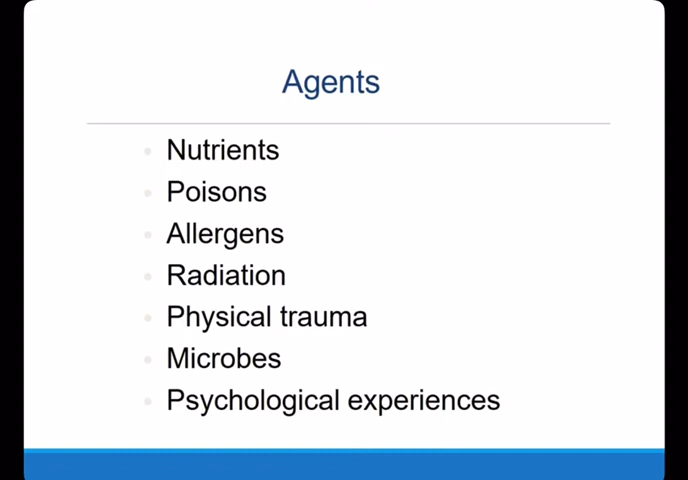 Agents
Nutrients
Poisons
Allergens
Radiation
Physical trauma
Microbes
Psychological experiences